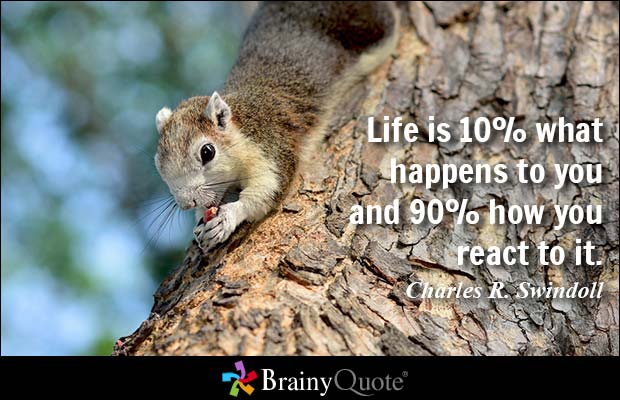 Life is 10% what
happens to you
and 90% how you
react to it.
Charles R. Swindoll
BrainyQuote®